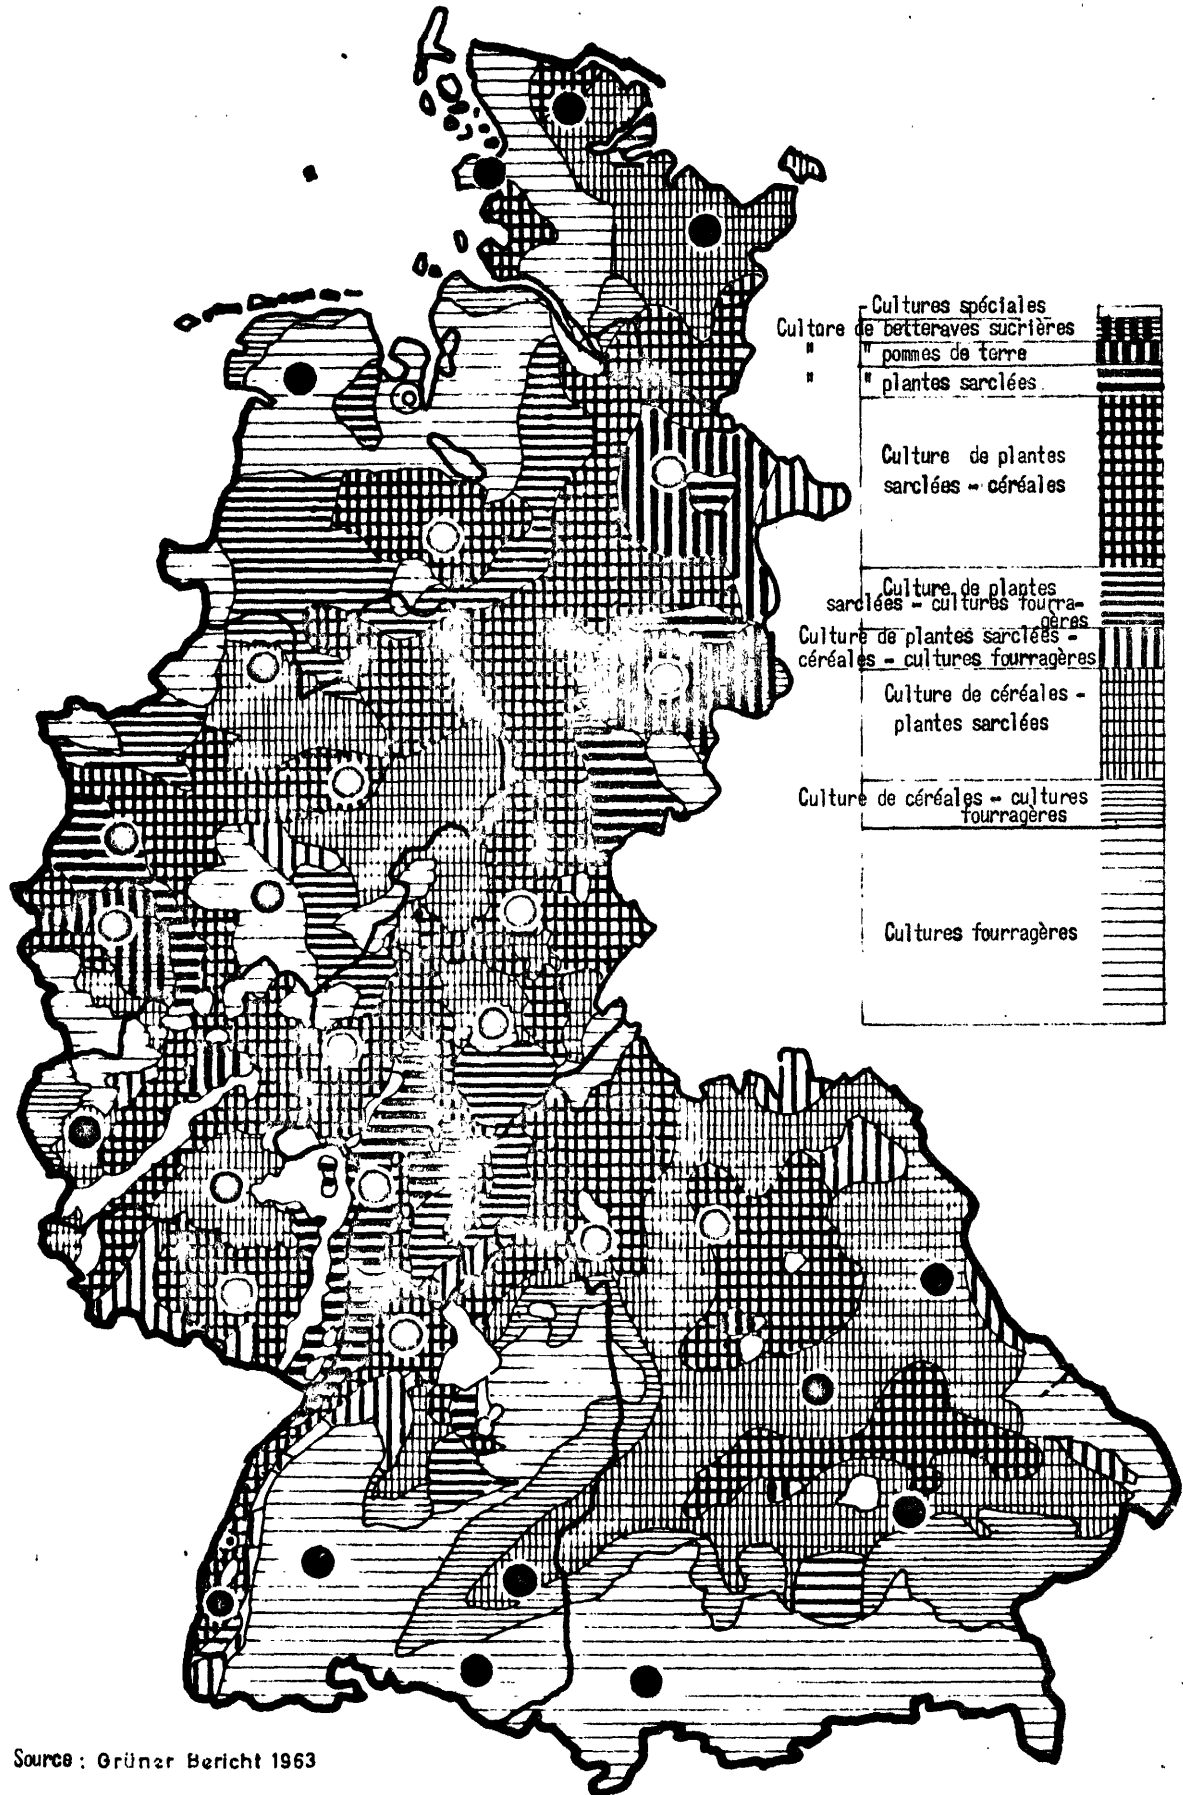 Cultures spéciales
Culture de betteraves sucrières
" " pommes de terre
" " plantes sarclées
Culture de plantes
sarclées - céréales
Culture de plantes
sarclées - cultures fourra-
gères
Culture de plantes sarclées -
céréales - cultures fourragères
Culture de céréales -
plantes sarclées
Culture de céréales - cultures
fourragères
Cultures fourragères
Source : Grüner Bericht 1963